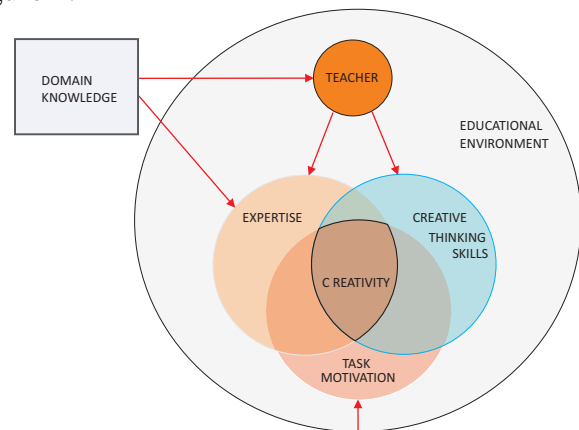 DOMAIN
KNOWLEDGE
TEACHER
EDUCATIONAL
ENVIRONMENT
EXPERTISE
CREATIVE
THINKING
SKILLS
C REATIVITY
TASK
MOTIVATION